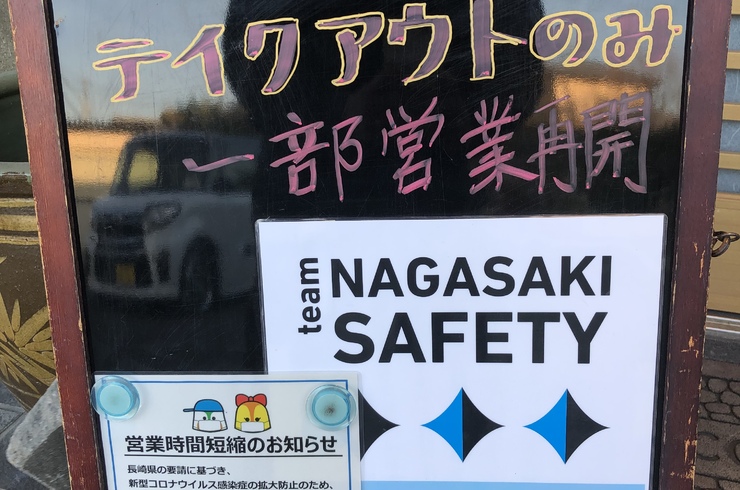 テイクアウトのみ
一部営業再開
team
NAGASAKI
SAFETY
営業時間短縮のお知らせ
長崎県の要請に基づき、
新型コロナウイルス感染症の拡大防止のため、